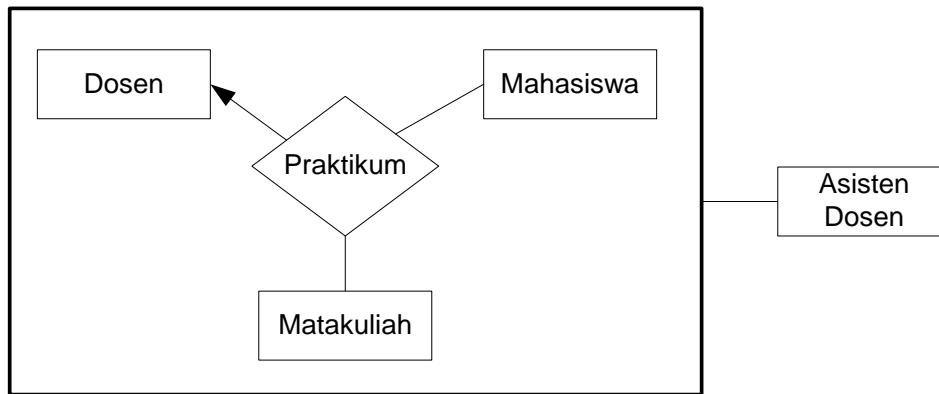 Dosen
Mahasiswa
Praktikum
Asisten
Dosen
Matakuliah